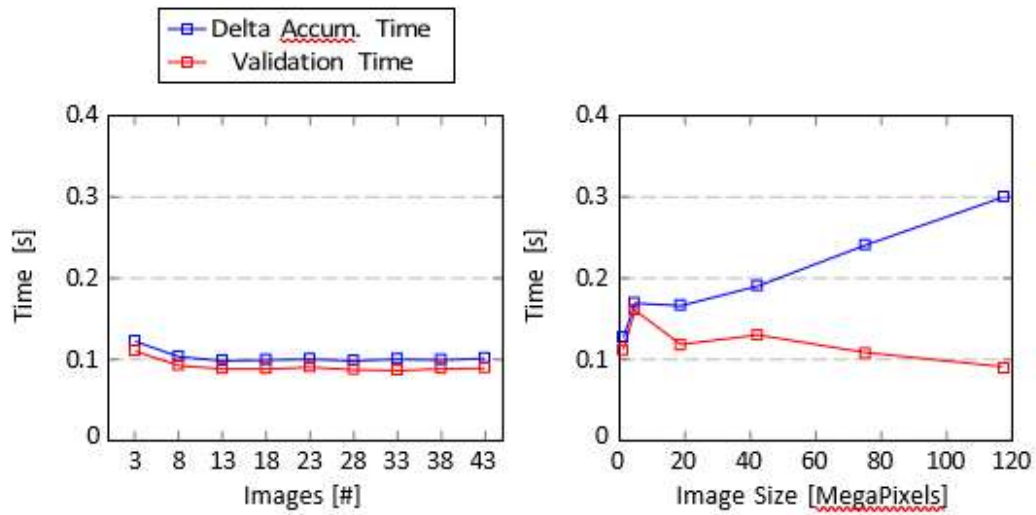 Delta Accum. Time
Validation Time
0.4
0.3
0.2
0.1
0
Time [s]
3 8 13 18 23 28 33 38 43
Images [#]
0.4
0.3
0.2
0.1
0
Time [s]
0 20 40 60 80 100 120
Image Size [MegaPixels]